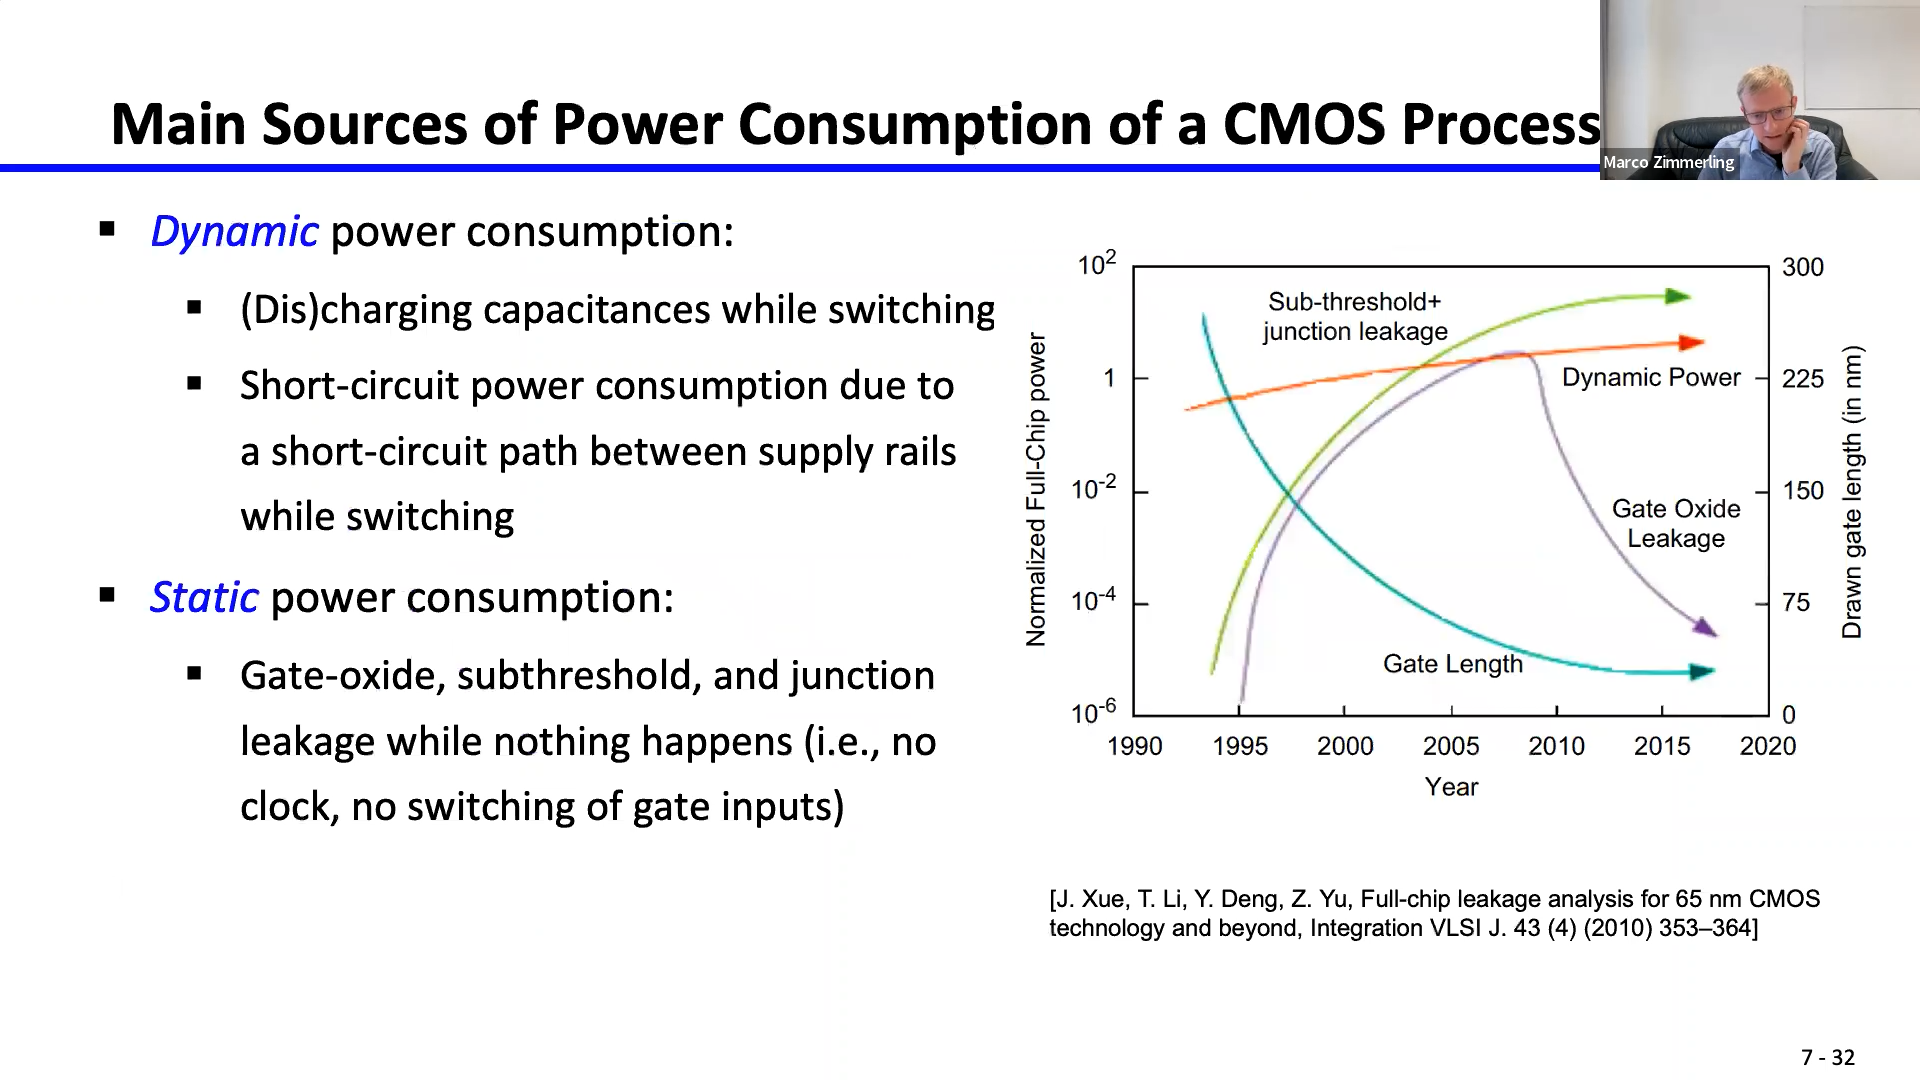 Main Sources of Power Consumption of a CMOS Process
Marco Zimmerling
▪ Dynamic power consumption:
▪ (Dis)charging capacitances while switching
▪ Short-circuit power consumption due to
a short-circuit path between supply rails
while switching
▪ Static power consumption:
▪ Gate-oxide, subthreshold, and junction
leakage while nothing happens (i.e., no
clock, no switching of gate inputs)
Normalized Full-Chip power
10²
1
10⁻²
10⁻⁴
10⁻⁶
Sub-threshold+
junction leakage
Dynamic Power
Gate Oxide
Leakage
Gate Length
300
225
150
75
0
Drawn gate length (in nm)
1990 1995 2000 2005 2010 2015 2020
Year
[J. Xue, T. Li, Y. Deng, Z. Yu, Full-chip leakage analysis for 65 nm CMOS
technology and beyond, Integration VLSI J. 43 (4) (2010) 353–364]
7 - 32